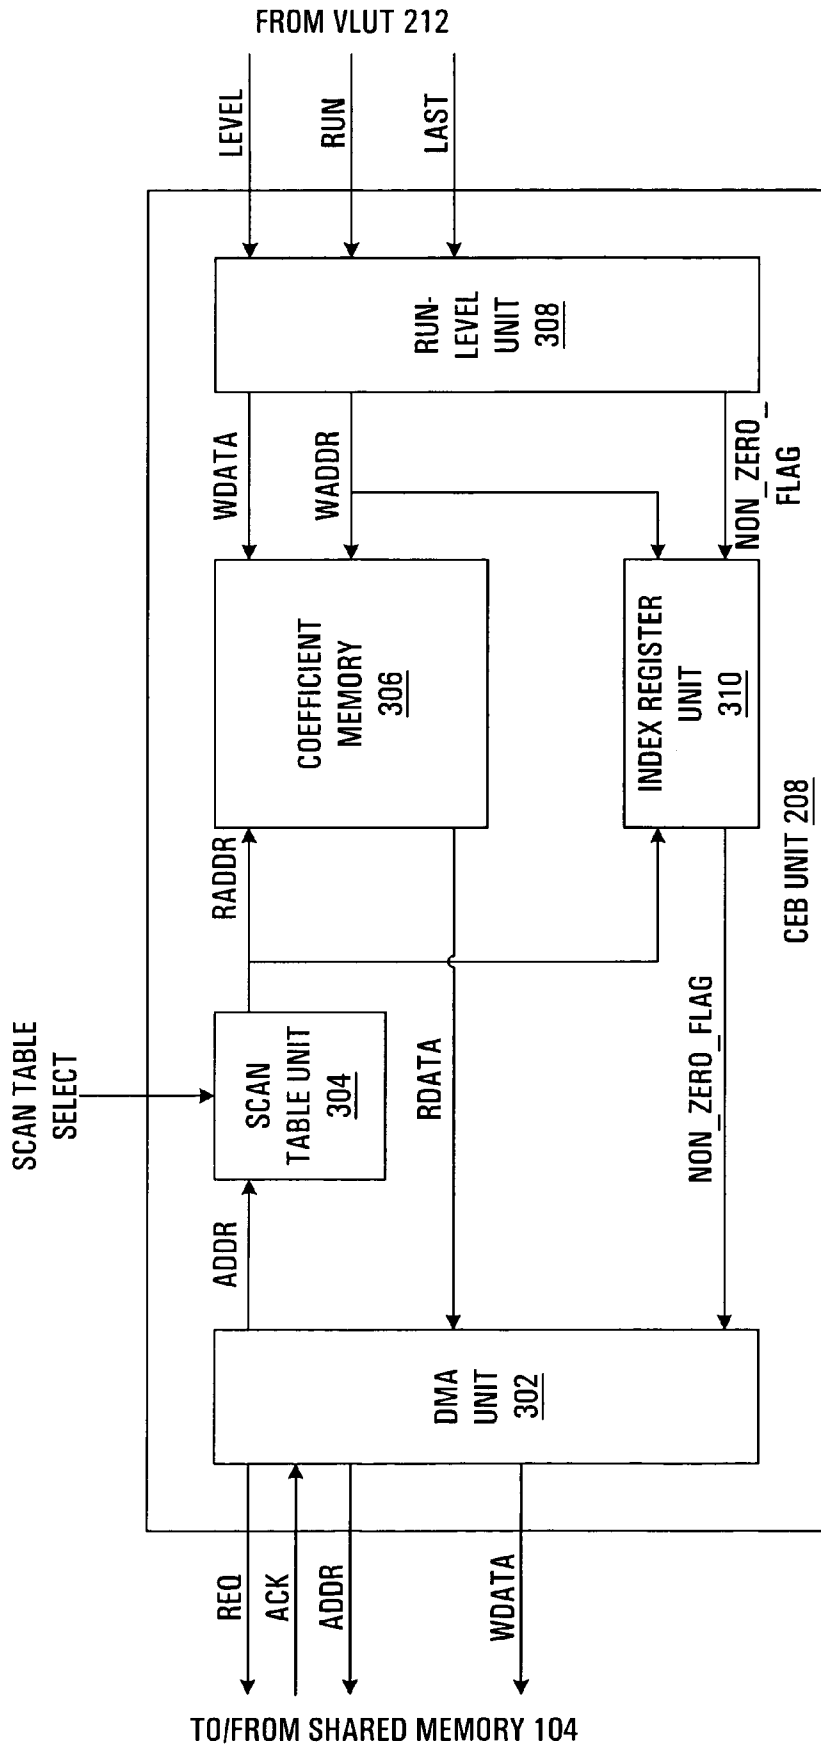 FROM VLUT 212
LEVEL
RUN
LAST
RUN-
LEVEL
UNIT
308
WDATA
WADDR
NON_ZERO_
FLAG
COEFFICIENT
MEMORY
306
INDEX REGISTER
UNIT
310
RADDR
CEB UNIT 208
SCAN TABLE
SELECT
SCAN
TABLE UNIT
304
RDATA
NON_ZERO_FLAG
ADDR
DMA
UNIT
302
REQ
ACK
ADDR
WDATA
TO/FROM SHARED MEMORY 104